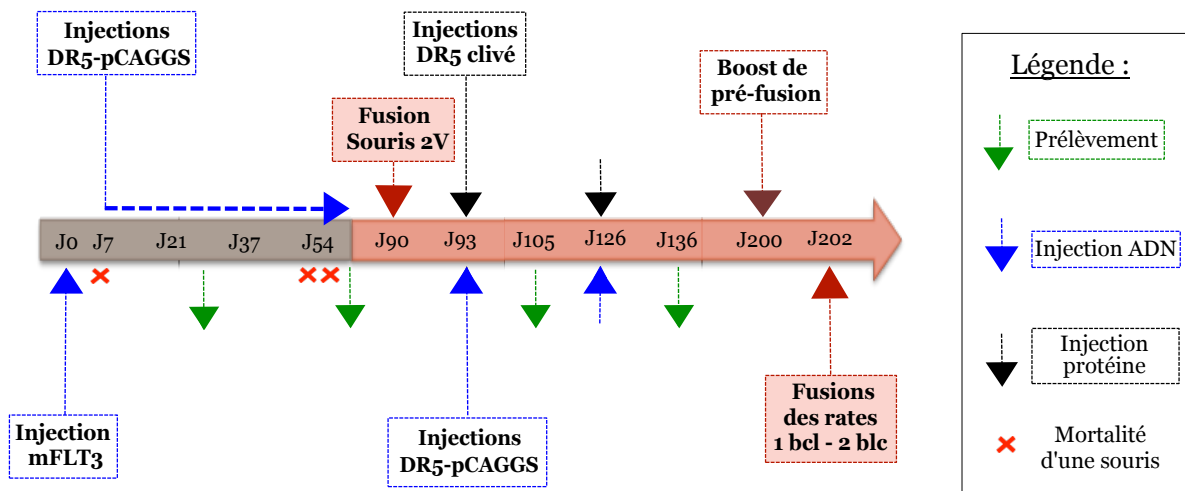 Injections
DR5-pCAGGS
Injections
DR5 clivé
Boost de
pré-fusion
Fusion
Souris 2V
J0 J7 J21 J37 J54 J90 J93 J105 J126 J136 J200 J202
Injection
mFLT3
Injections
DR5-pCAGGS
Fusions
des rates
1 bcl - 2 blc
Légende :
Prélèvement
Injection ADN
Injection
protéine
Mortalité
d'une souris